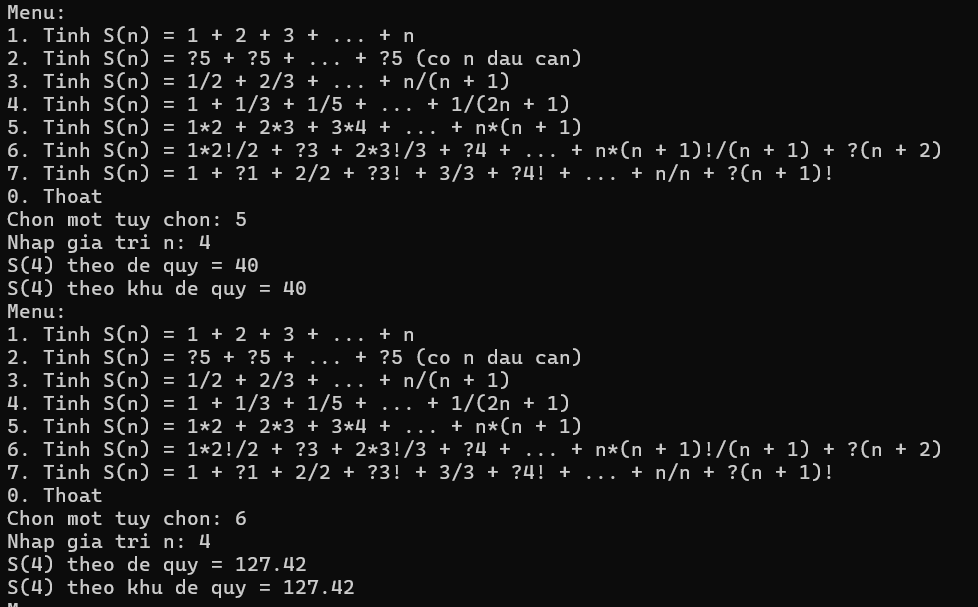 Menu:
1. Tinh S(n) = 1 + 2 + 3 + ... + n
2. Tinh S(n) = ?5 + ?5 + ... + ?5 (co n dau can)
3. Tinh S(n) = 1/2 + 2/3 + ... + n/(n + 1)
4. Tinh S(n) = 1 + 1/3 + 1/5 + ... + 1/(2n + 1)
5. Tinh S(n) = 1*2 + 2*3 + 3*4 + ... + n*(n + 1)
6. Tinh S(n) = 1*2!/2 + ?3 + 2*3!/3 + ?4 + ... + n*(n + 1)!/(n + 1) + ?(n + 2)
7. Tinh S(n) = 1 + ?1 + 2/2 + ?3! + 3/3 + ?4! + ... + n/n + ?(n + 1)!
0. Thoat
Chon mot tuy chon: 5
Nhap gia tri n: 4
S(4) theo de quy = 40
S(4) theo khu de quy = 40
Menu:
1. Tinh S(n) = 1 + 2 + 3 + ... + n
2. Tinh S(n) = ?5 + ?5 + ... + ?5 (co n dau can)
3. Tinh S(n) = 1/2 + 2/3 + ... + n/(n + 1)
4. Tinh S(n) = 1 + 1/3 + 1/5 + ... + 1/(2n + 1)
5. Tinh S(n) = 1*2 + 2*3 + 3*4 + ... + n*(n + 1)
6. Tinh S(n) = 1*2!/2 + ?3 + 2*3!/3 + ?4 + ... + n*(n + 1)!/(n + 1) + ?(n + 2)
7. Tinh S(n) = 1 + ?1 + 2/2 + ?3! + 3/3 + ?4! + ... + n/n + ?(n + 1)!
0. Thoat
Chon mot tuy chon: 6
Nhap gia tri n: 4
S(4) theo de quy = 127.42
S(4) theo khu de quy = 127.42